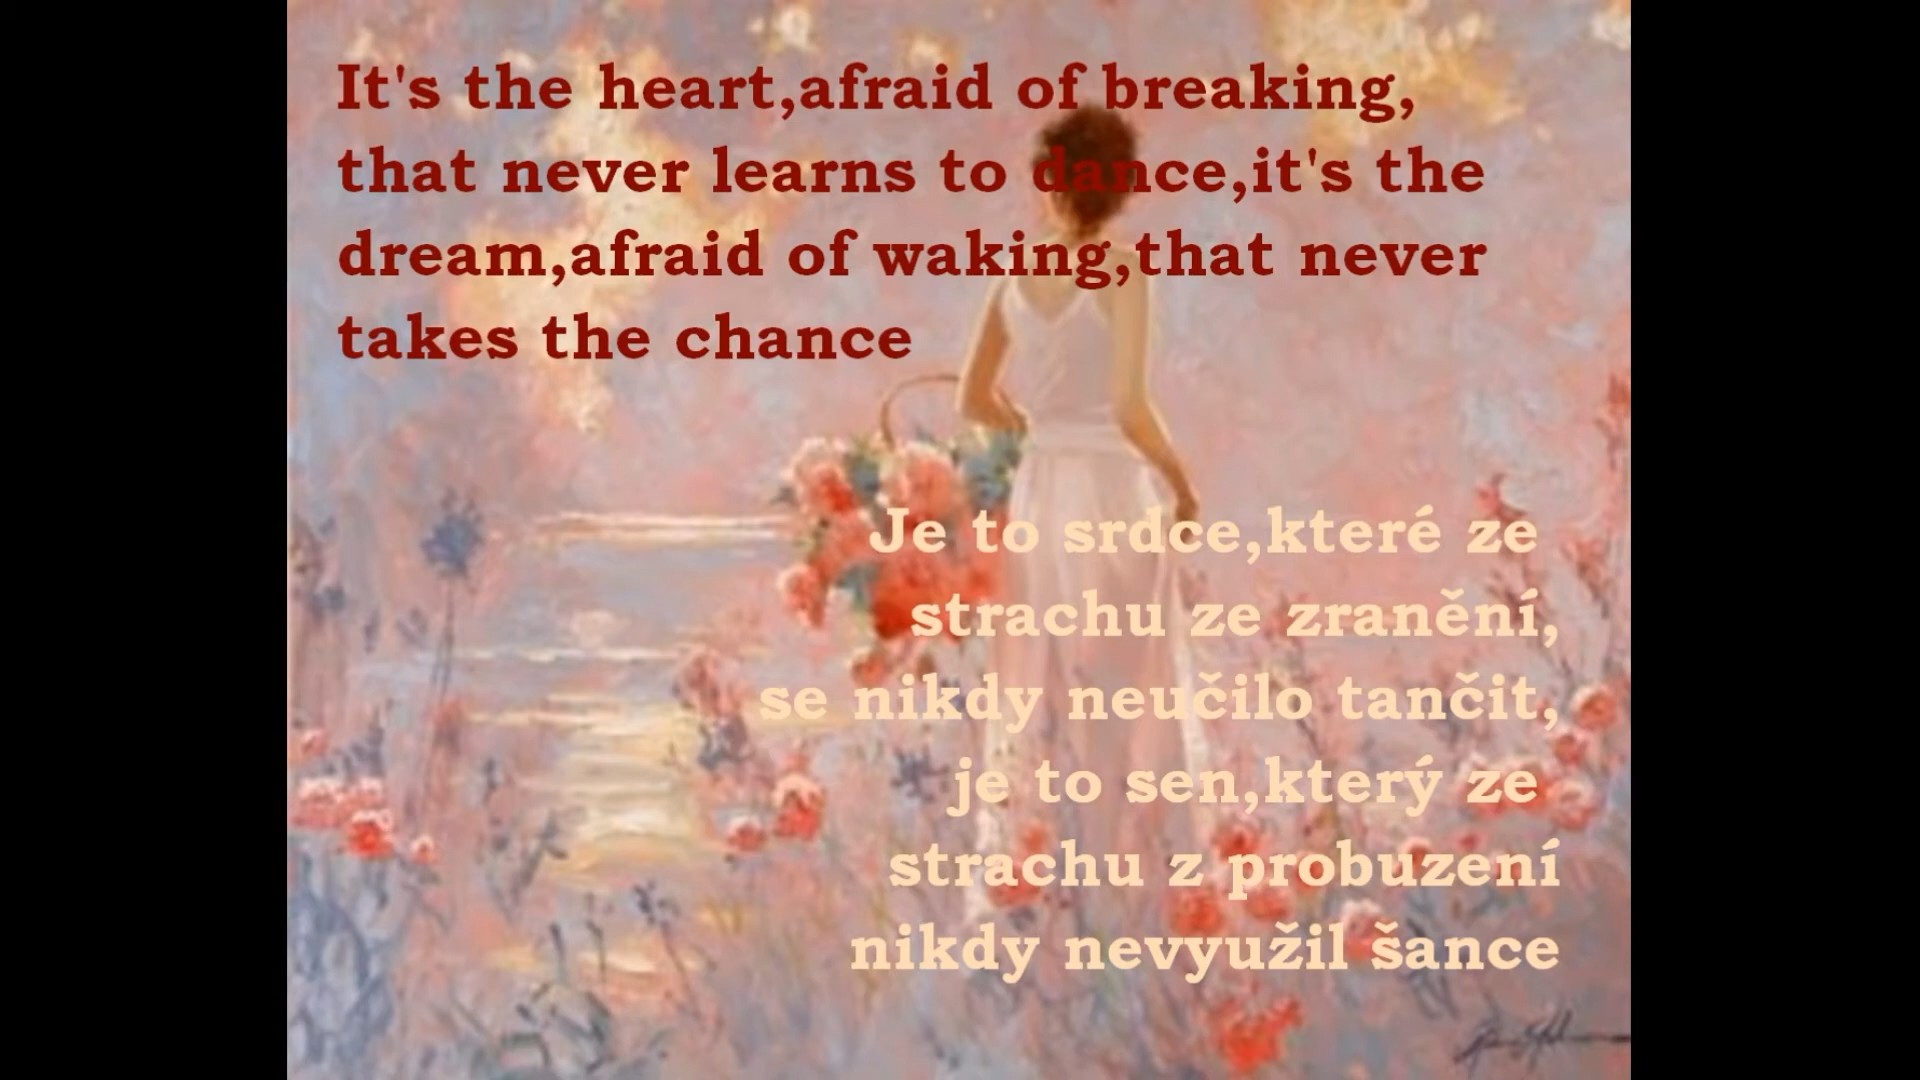 It's the heart,afraid of breaking,
that never learns to dance,it's the
dream,afraid of waking,that never
takes the chance
Je to srdce,které ze
strachu ze zranění,
se nikdy neučilo tančit,
je to sen,který ze
strachu z probuzení
nikdy nevyužil šance